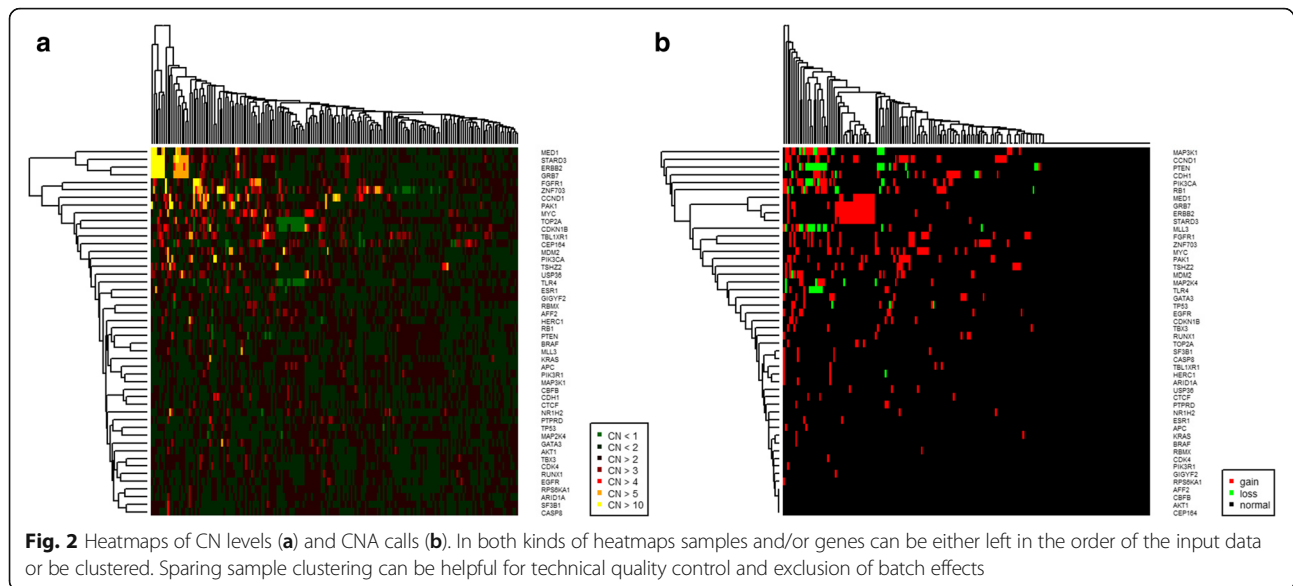 a
MED1
STARD3
ERBB2
GRB7
FGFR1
ZNF703
CCND1
PAK1
MYC
TOP2A
CDKN1B
TBL1XR1
CEP164
MDM2
PIK3CA
TSHZ2
USP36
TLR4
ESR1
GIGYF2
RBMX
AFF2
HERC1
RB1
PTEN
BRAF
MLL3
KRAS
APC
PIK3R1
MAP3K1
CBFB
CDH1
CTCF
NR1H2
PTPRD
TP53
MAP2K4
GATA3
AKT1
TBX3
CDK4
RUNX1
EGFR
RPS6KA1
ARID1A
SF3B1
CASP8
CN < 1
CN < 2
CN > 2
CN > 3
CN > 4
CN > 5
CN > 10
b
MAP3K1
CCND1
PTEN
CDH1
PIK3CA
RB1
MED1
GRB7
ERBB2
STARD3
MLL3
FGFR1
ZNF703
MYC
PAK1
TSHZ2
MDM2
MAP2K4
TLR4
GATA3
TP53
EGFR
CDKN1B
TBX3
RUNX1
TOP2A
SF3B1
CASP8
TBL1XR1
HERC1
ARID1A
USP36
CTCF
PTPRD
NR1H2
ESR1
APC
KRAS
BRAF
RBMX
CDK4
PIK3R1
GIGYF2
RPS6KA1
AFF2
CBFB
AKT1
CEP164
gain
loss
normal
Fig. 2 Heatmaps of CN levels (a) and CNA calls (b). In both kinds of heatmaps samples and/or genes can be either left in the order of the input data
or be clustered. Sparing sample clustering can be helpful for technical quality control and exclusion of batch effects